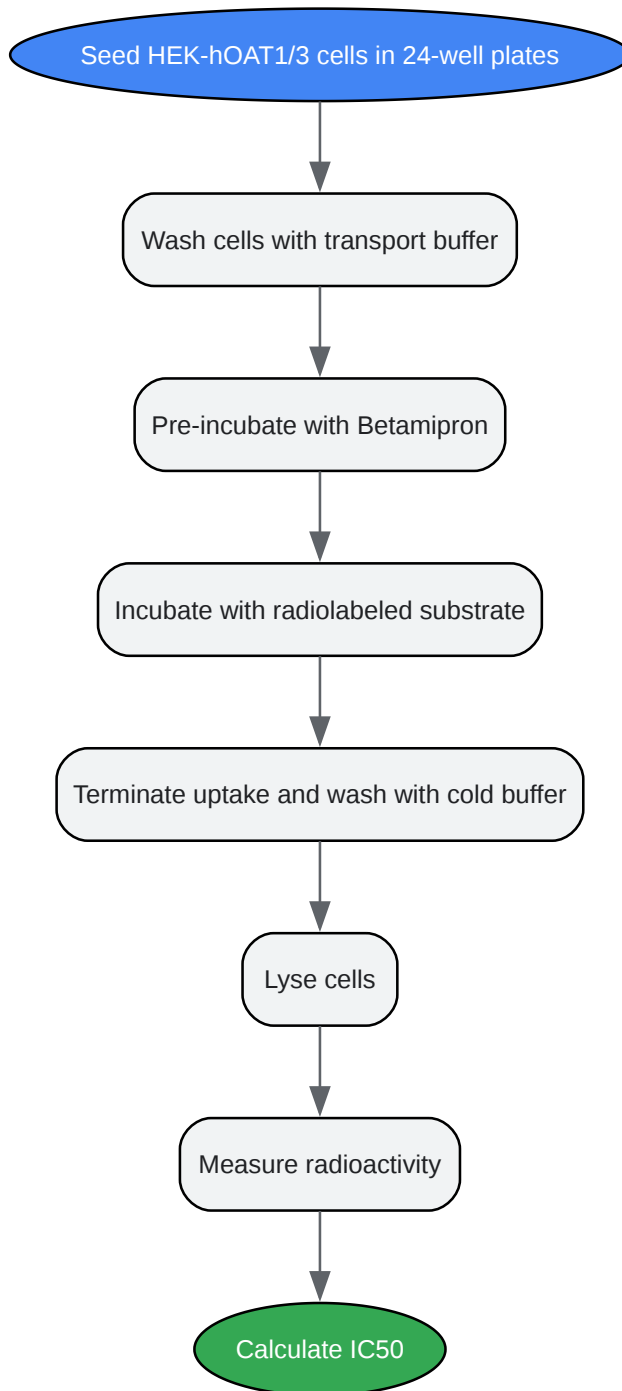 Seed HEK-hOAT1/3 cells in 24-well plates
Wash cells with transport buffer
Pre-incubate with Betamipron
Incubate with radiolabeled substrate
Terminate uptake and wash with cold buffer
Lyse cells
Measure radioactivity
Calculate IC50